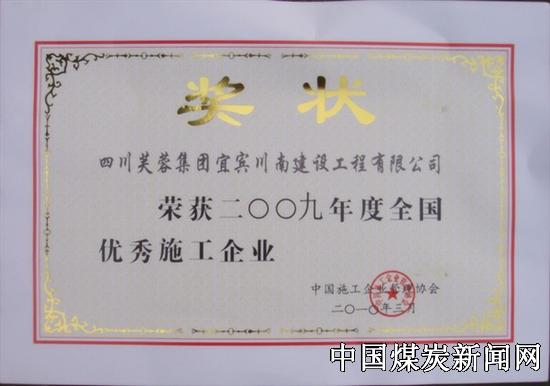 奖状
四川芙蓉集团宜宾川南建设工程有限公司
荣获二〇〇九年度全国
优秀施工企业
中国施工企业管理协会
二〇一〇年三月
中国煤炭新闻网